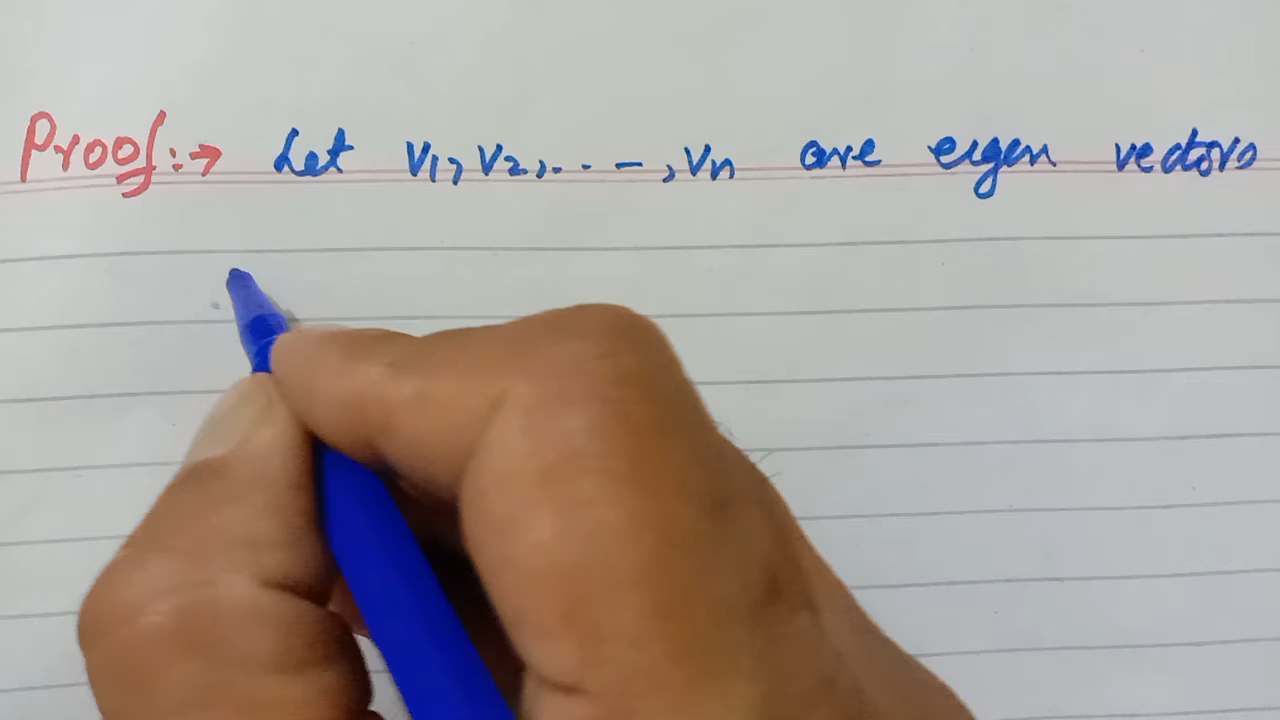 Proof:→ Let v1, v2, ..--, vn are eigen vectors